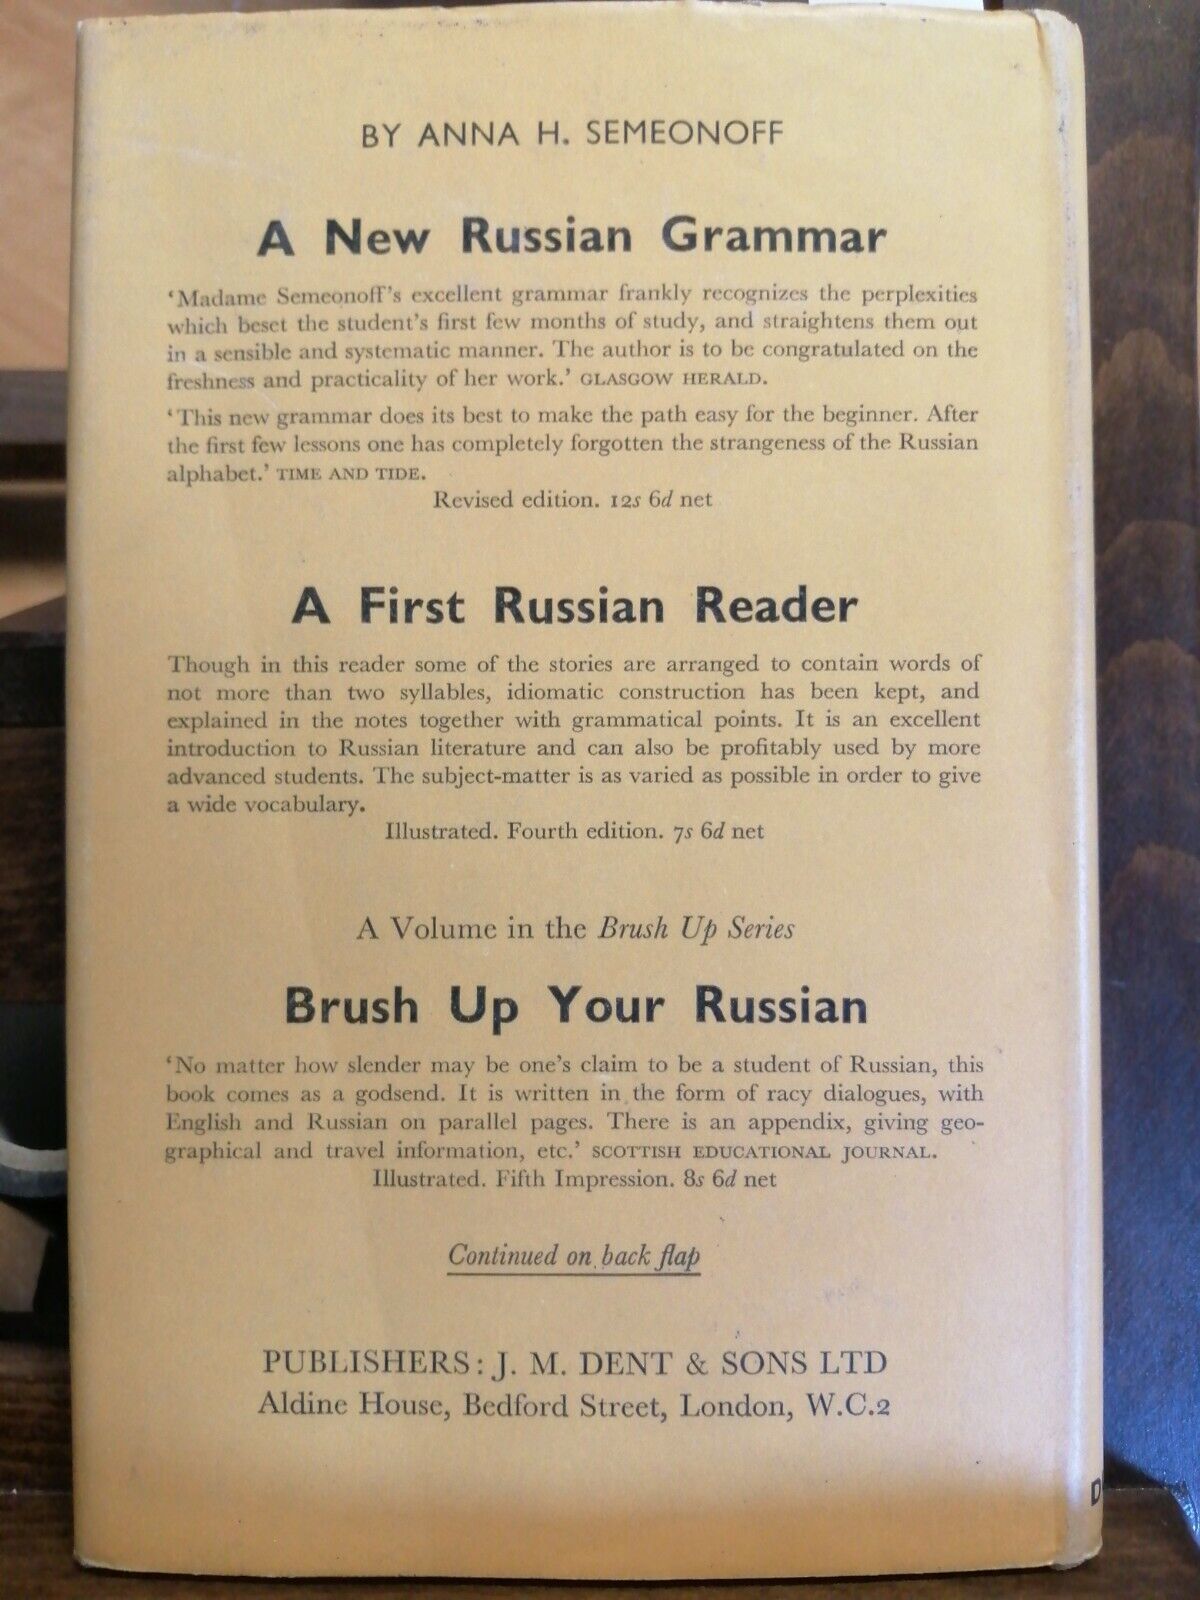 BY ANNA H. SEMEONOFF
A New Russian Grammar
‘Madame Semeonoff’s excellent grammar frankly recognizes the perplexities
which beset the student’s first few months of study, and straightens them out
in a sensible and systematic manner. The author is to be congratulated on the
freshness and practicality of her work.’ GLASGOW HERALD.
‘This new grammar does its best to make the path easy for the beginner. After
the first few lessons one has completely forgotten the strangeness of the Russian
alphabet.’ TIME AND TIDE.
Revised edition. 12s 6d net
A First Russian Reader
Though in this reader some of the stories are arranged to contain words of
not more than two syllables, idiomatic construction has been kept, and
explained in the notes together with grammatical points. It is an excellent
introduction to Russian literature and can also be profitably used by more
advanced students. The subject-matter is as varied as possible in order to give
a wide vocabulary.
Illustrated. Fourth edition. 7s 6d net
A Volume in the Brush Up Series
Brush Up Your Russian
‘No matter how slender may be one’s claim to be a student of Russian, this
book comes as a godsend. It is written in the form of racy dialogues, with
English and Russian on parallel pages. There is an appendix, giving geo-
graphical and travel information, etc.’ SCOTTISH EDUCATIONAL JOURNAL.
Illustrated. Fifth Impression. 8s 6d net
Continued on back flap
PUBLISHERS: J. M. DENT & SONS LTD
Aldine House, Bedford Street, London, W.C.2